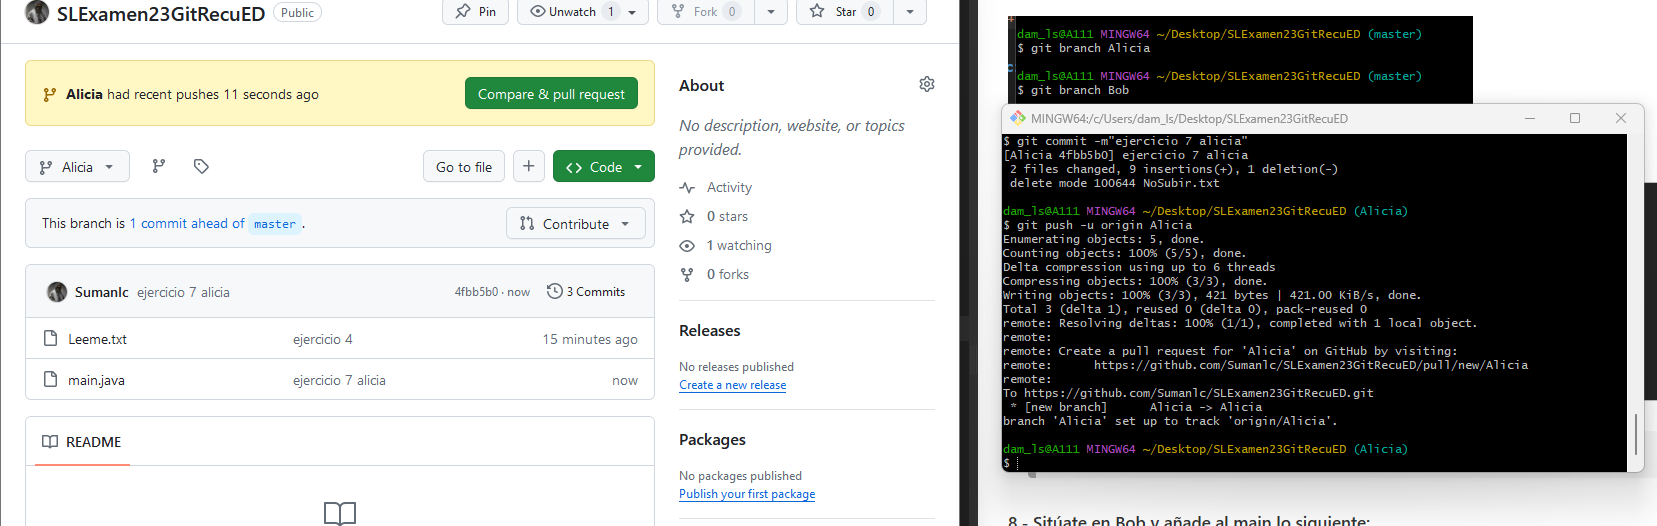 SLExamen23GitRecuED Public
Pin
Unwatch 1
Fork 0
Star 0
Alicia had recent pushes 11 seconds ago
Compare & pull request
Alicia
Go to file
Code
This branch is 1 commit ahead of master .
Contribute
Sumanlc ejercicio 7 alicia 4fbb5b0 · now 3 Commits
Leeme.txt ejercicio 4 15 minutes ago
main.java ejercicio 7 alicia now
README
About
No description, website, or topics
provided.
Activity
0 stars
1 watching
0 forks
Releases
No releases published
Create a new release
Packages
No packages published
Publish your first package
dam_ls@A111 MINGW64 ~/Desktop/SLExamen23GitRecuED (master)
$ git branch Alicia
dam_ls@A111 MINGW64 ~/Desktop/SLExamen23GitRecuED (master)
$ git branch Bob
MINGW64:/c/Users/dam_ls/Desktop/SLExamen23GitRecuED
$ git commit -m"ejercicio 7 alicia"
[Alicia 4fbb5b0] ejercicio 7 alicia
2 files changed, 9 insertions(+), 1 deletion(-)
delete mode 100644 NoSubir.txt
dam_ls@A111 MINGW64 ~/Desktop/SLExamen23GitRecuED (Alicia)
$ git push -u origin Alicia
Enumerating objects: 5, done.
Counting objects: 100% (5/5), done.
Delta compression using up to 6 threads
Compressing objects: 100% (3/3), done.
Writing objects: 100% (3/3), 421 bytes | 421.00 KiB/s, done.
Total 3 (delta 1), reused 0 (delta 0), pack-reused 0
remote: Resolving deltas: 100% (1/1), completed with 1 local object.
remote:
remote: Create a pull request for 'Alicia' on GitHub by visiting:
remote:      https://github.com/Sumanlc/SLExamen23GitRecuED/pull/new/Alicia
remote:
To https://github.com/Sumanlc/SLExamen23GitRecuED.git
* [new branch]      Alicia -> Alicia
branch 'Alicia' set up to track 'origin/Alicia'.
dam_ls@A111 MINGW64 ~/Desktop/SLExamen23GitRecuED (Alicia)
$
8.- Sitúate en Bob y añade al main lo siguiente: